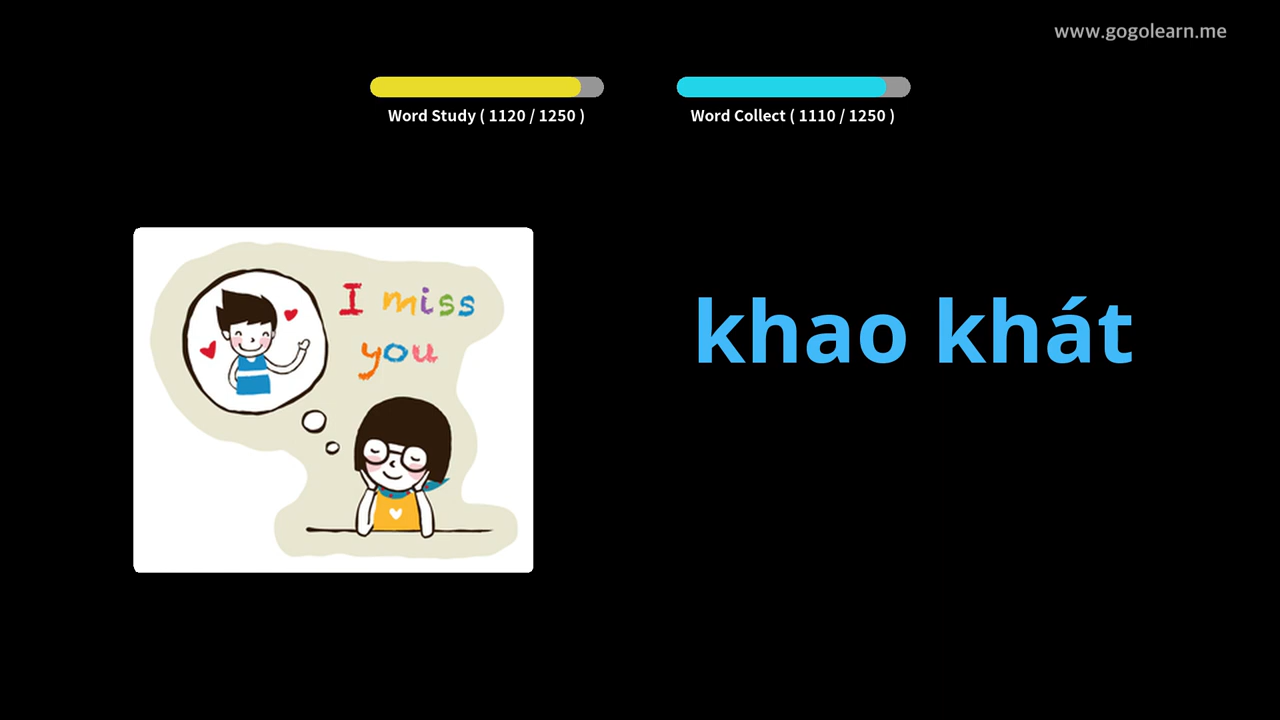 www.gogolearn.me
Word Study ( 1120 / 1250 )
Word Collect ( 1110 / 1250 )
I miss
you
khao khát